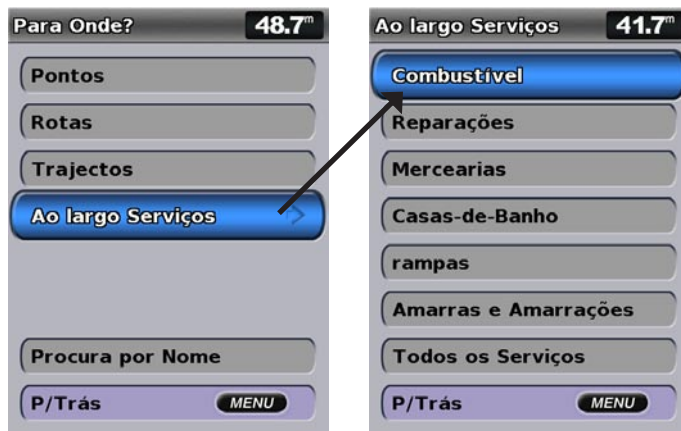 Para Onde? 48.7m
Pontos
Rotas
Trajectos
Ao largo Serviços
Procura por Nome
P/Trás MENU
Ao largo Serviços 41.7m
Combustível
Reparações
Mercearias
Casas-de-Banho
rampas
Amarras e Amarrações
Todos os Serviços
P/Trás MENU